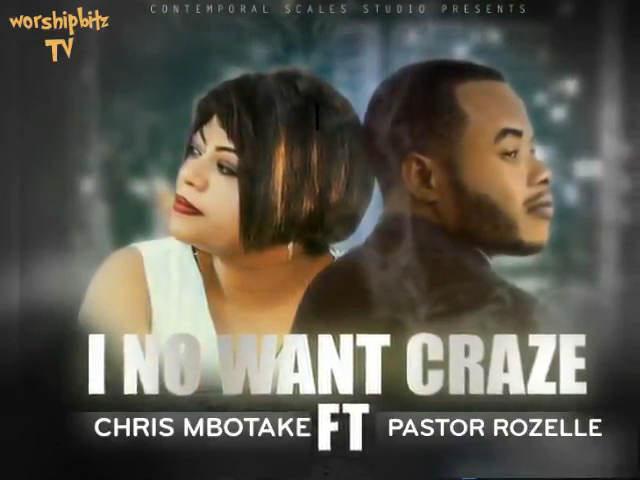 CONTEMPORAL SCALES STUDIO PRESENTS
worshipbitz
TV
I NO WANT CRAZE
CHRIS MBOTAKE FT PASTOR ROZELLE